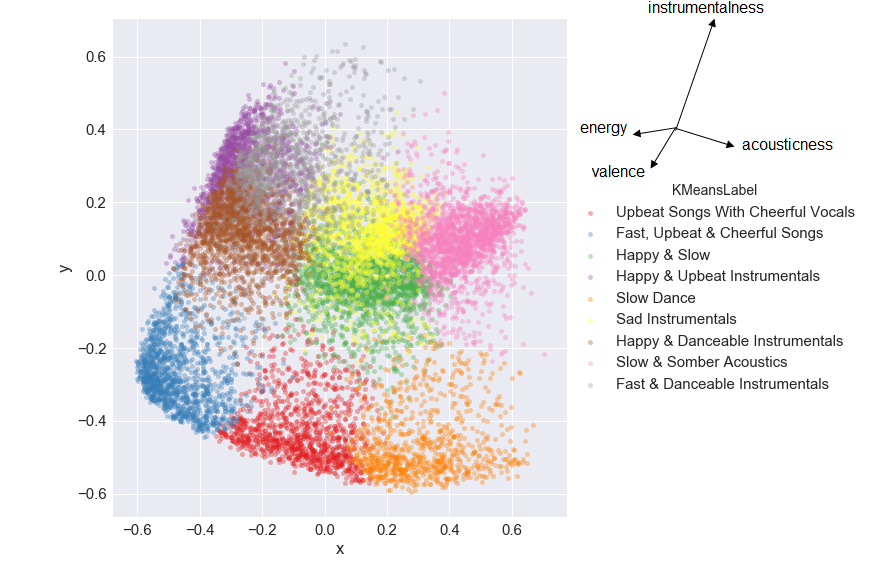 instrumentalness
energy
acousticness
valence
KMeansLabel
Upbeat Songs With Cheerful Vocals
Fast, Upbeat & Cheerful Songs
Happy & Slow
Happy & Upbeat Instrumentals
Slow Dance
Sad Instrumentals
Happy & Danceable Instrumentals
Slow & Somber Acoustics
Fast & Danceable Instrumentals
y
0.6
0.4
0.2
0.0
−0.2
−0.4
−0.6
−0.6 −0.4 −0.2 0.0 0.2 0.4 0.6
x